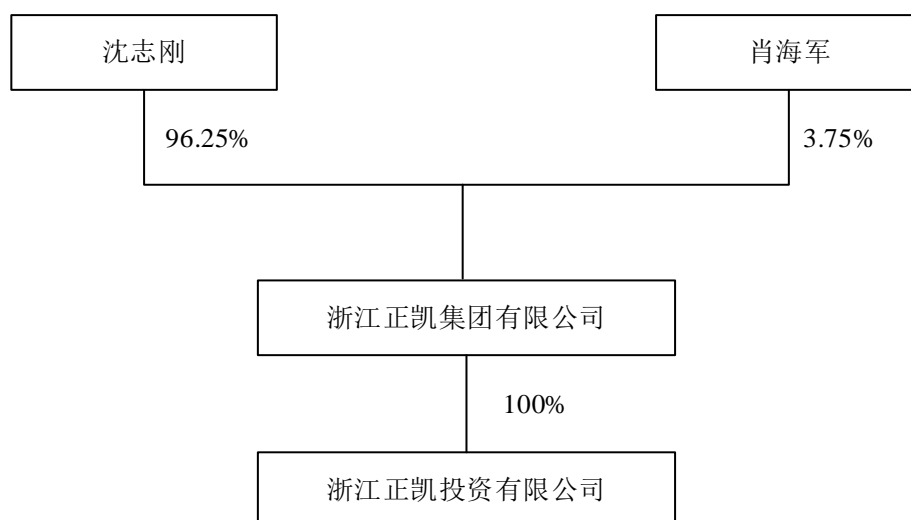 沈志刚
肖海军
96.25%
3.75%
浙江正凯集团有限公司
100%
浙江正凯投资有限公司